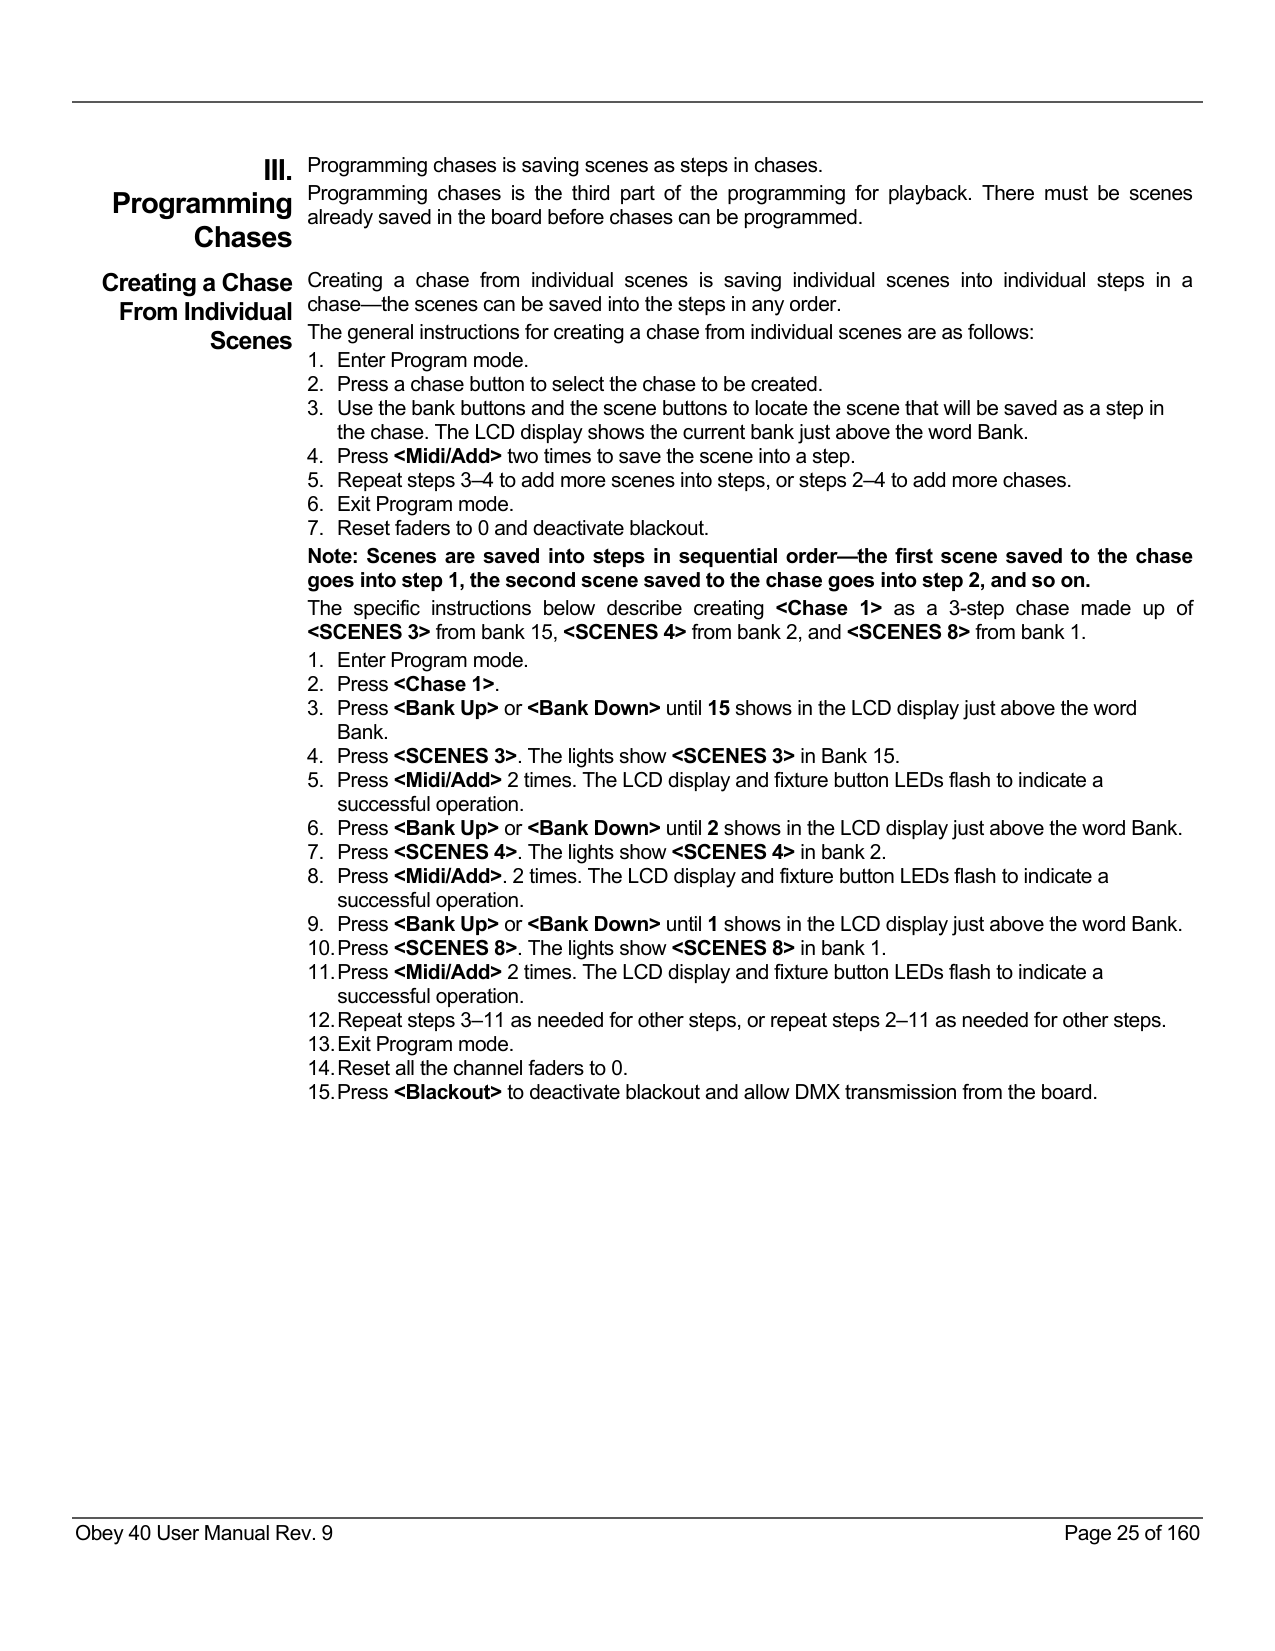 III.
Programming
Chases
Programming chases is saving scenes as steps in chases.
Programming chases is the third part of the programming for playback. There must be scenes
already saved in the board before chases can be programmed.
Creating a Chase
From Individual
Scenes
Creating a chase from individual scenes is saving individual scenes into individual steps in a
chase—the scenes can be saved into the steps in any order.
The general instructions for creating a chase from individual scenes are as follows:
1. Enter Program mode.
2. Press a chase button to select the chase to be created.
3. Use the bank buttons and the scene buttons to locate the scene that will be saved as a step in
the chase. The LCD display shows the current bank just above the word Bank.
4. Press <Midi/Add> two times to save the scene into a step.
5. Repeat steps 3–4 to add more scenes into steps, or steps 2–4 to add more chases.
6. Exit Program mode.
7. Reset faders to 0 and deactivate blackout.
Note: Scenes are saved into steps in sequential order—the first scene saved to the chase
goes into step 1, the second scene saved to the chase goes into step 2, and so on.
The specific instructions below describe creating <Chase 1> as a 3-step chase made up of
<SCENES 3> from bank 15, <SCENES 4> from bank 2, and <SCENES 8> from bank 1.
1. Enter Program mode.
2. Press <Chase 1>.
3. Press <Bank Up> or <Bank Down> until 15 shows in the LCD display just above the word
Bank.
4. Press <SCENES 3>. The lights show <SCENES 3> in Bank 15.
5. Press <Midi/Add> 2 times. The LCD display and fixture button LEDs flash to indicate a
successful operation.
6. Press <Bank Up> or <Bank Down> until 2 shows in the LCD display just above the word Bank.
7. Press <SCENES 4>. The lights show <SCENES 4> in bank 2.
8. Press <Midi/Add>. 2 times. The LCD display and fixture button LEDs flash to indicate a
successful operation.
9. Press <Bank Up> or <Bank Down> until 1 shows in the LCD display just above the word Bank.
10. Press <SCENES 8>. The lights show <SCENES 8> in bank 1.
11. Press <Midi/Add> 2 times. The LCD display and fixture button LEDs flash to indicate a
successful operation.
12. Repeat steps 3–11 as needed for other steps, or repeat steps 2–11 as needed for other steps.
13. Exit Program mode.
14. Reset all the channel faders to 0.
15. Press <Blackout> to deactivate blackout and allow DMX transmission from the board.
Obey 40 User Manual Rev. 9
Page 25 of 160